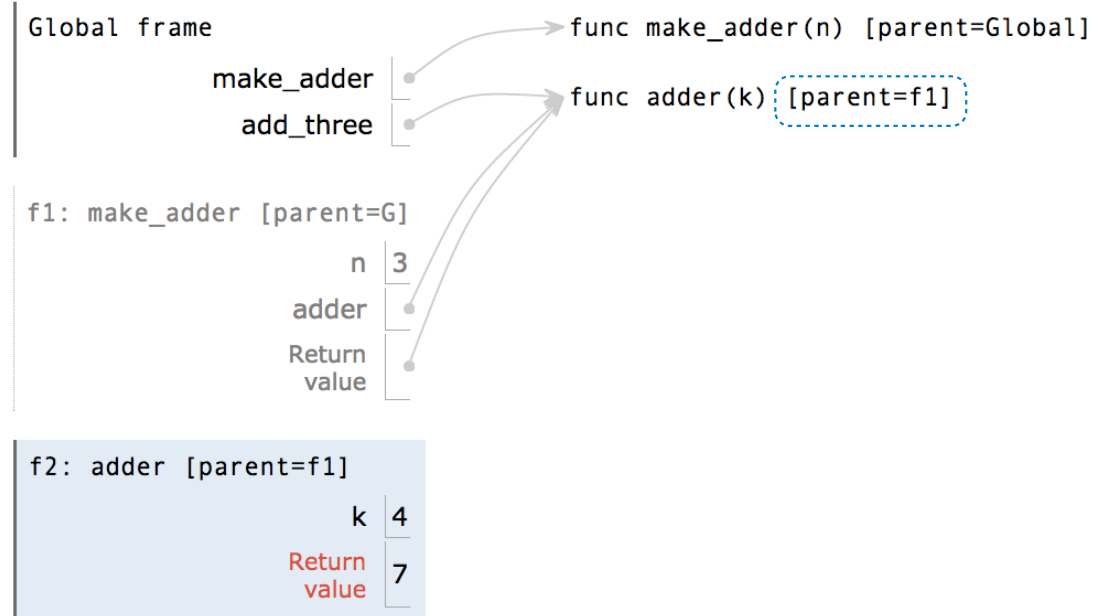 Global frame
func make_adder(n) [parent=Global]
make_adder
func adder(k) [parent=f1]
add_three
f1: make_adder [parent=G]
n 3
adder
Return
value
f2: adder [parent=f1]
k 4
Return
value 7